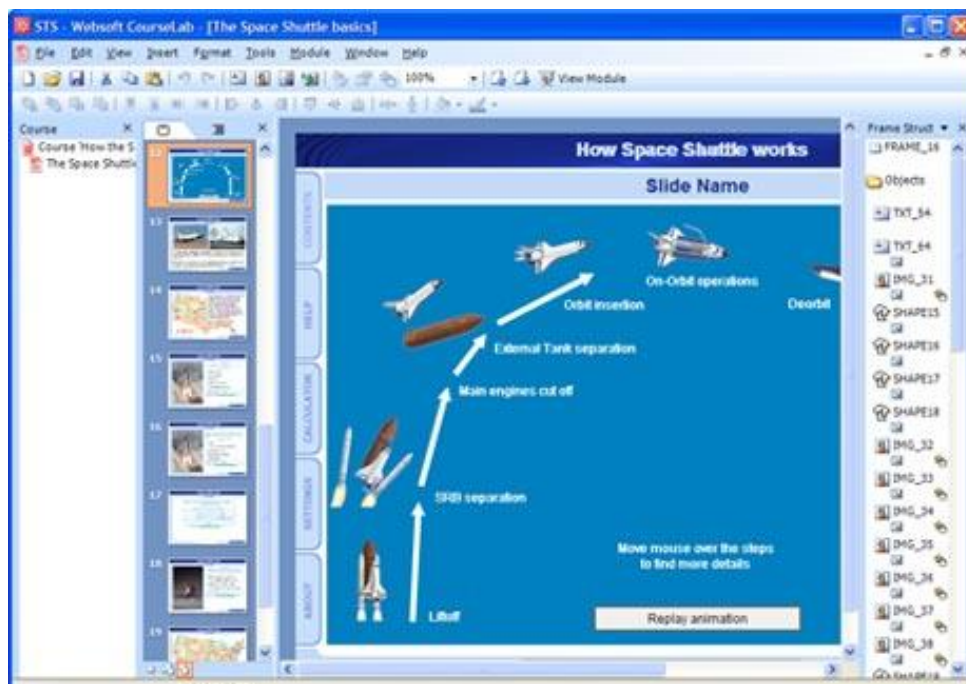 STS - Websoft CourseLab - [The Space Shuttle basics]
File Edit View Insert Format Tools Module Window Help
100% View Module
Course
Course 'How the S
The Space Shuttl
12
13
14
15
16
17
18
19
How Space Shuttle works
Slide Name
CONTENTS
HELP
CALCULATOR
SETTINGS
ABOUT
On-Orbit operations
Orbit insertion
Deorbit
External Tank separation
Main engines cut off
SRB separation
Move mouse over the steps
to find more details
Liftoff
Replay animation
Frame Struct
FRAME_16
Objects
TXT_54
TXT_64
IMG_31
SHAPE15
SHAPE16
SHAPE17
SHAPE18
IMG_32
IMG_33
IMG_34
IMG_35
IMG_36
IMG_37
IMG_38
SHAPE19